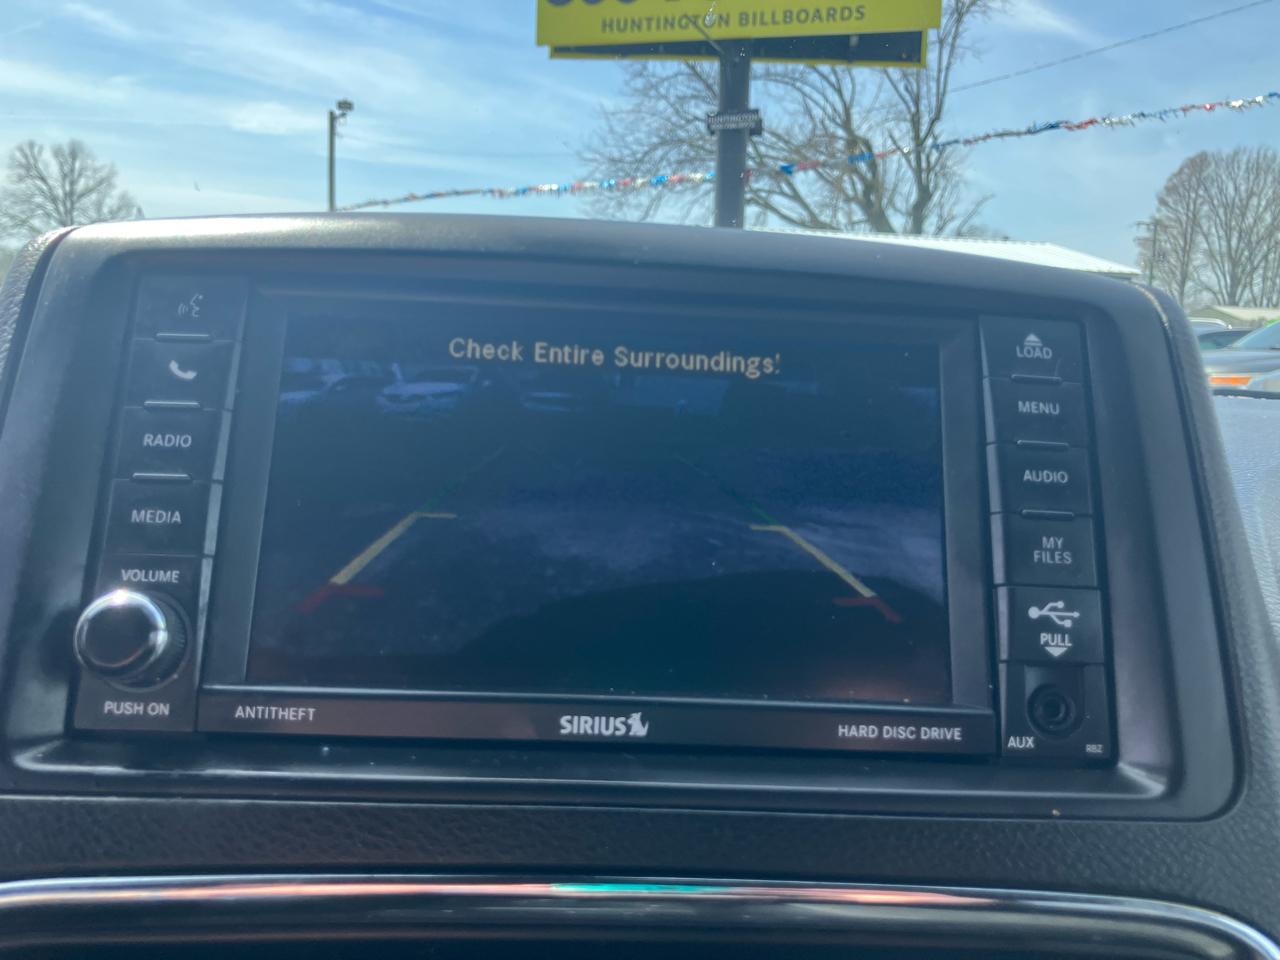 HUNTINGTON BILLBOARDS
HUNTINGTON
Check Entire Surroundings!
LOAD
MENU
RADIO
AUDIO
MEDIA
MY
FILES
VOLUME
PULL
PUSH ON
ANTITHEFT
SIRIUS
HARD DISC DRIVE
AUX
RBZ